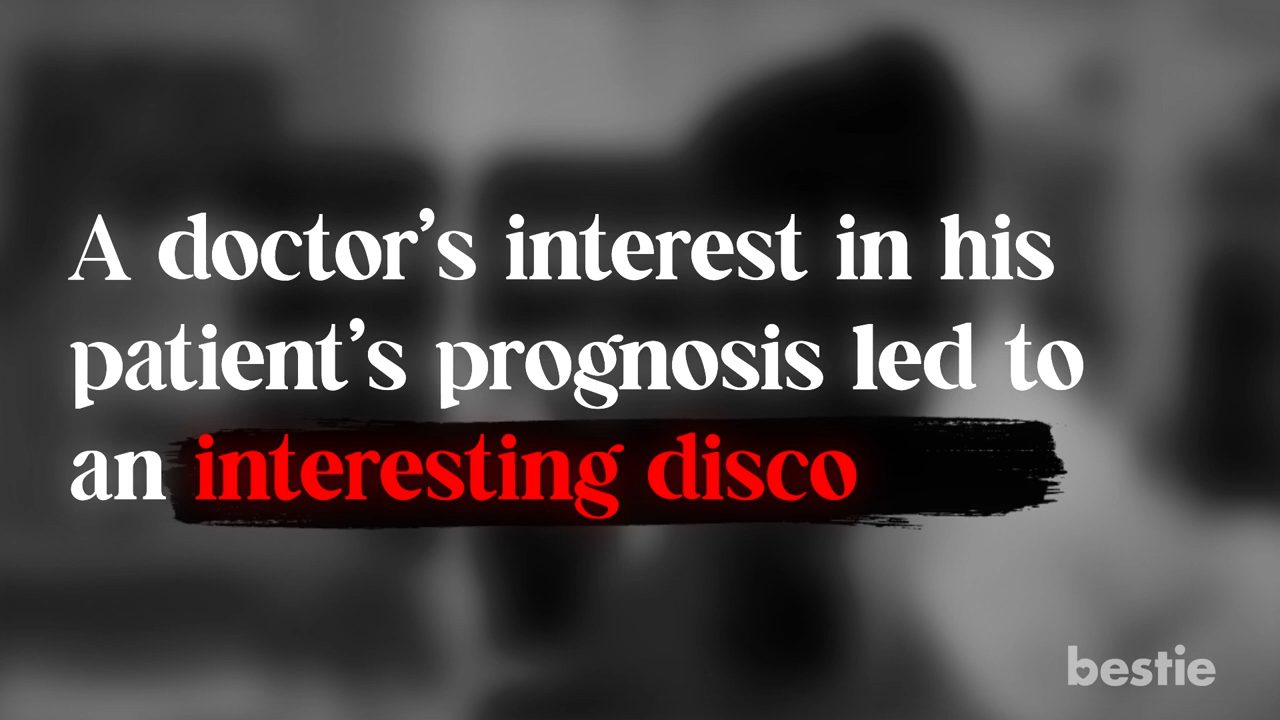 A doctor’s interest in his
patient’s prognosis led to
an interesting disco
bestie